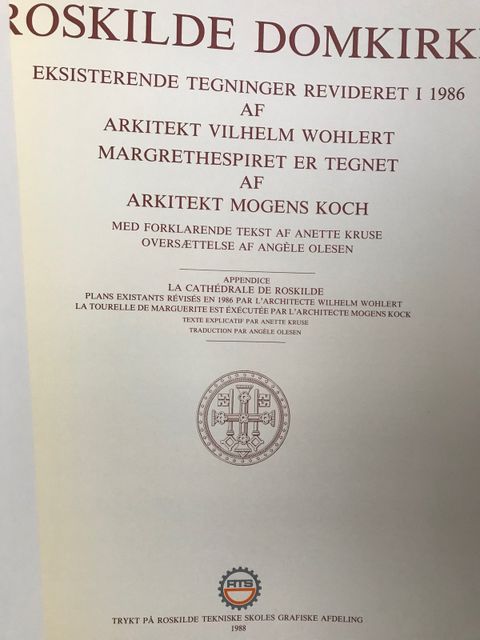 ROSKILDE DOMKIRK
EKSISTERENDE TEGNINGER REVIDERET I 1986
AF
ARKITEKT VILHELM WOHLERT
MARGRETHESPIRET ER TEGNET
AF
ARKITEKT MOGENS KOCH
MED FORKLARENDE TEKST AF ANETTE KRUSE
OVERSÆTTELSE AF ANGÈLE OLESEN
APPENDICE
LA CATHÉDRALE DE ROSKILDE
PLANS EXISTANTS RÉVISÉS EN 1986 PAR L'ARCHITECTE WILHELM WOHLERT
LA TOURELLE DE MARGUERITE EST ÉXÉCUTÉE PAR L'ARCHITECTE MOGENS KOCK
TEXTE EXPLICATIF PAR ANETTE KRUSE
TRADUCTION PAR ANGÈLE OLESEN
RTS
TRYKT PÅ ROSKILDE TEKNISKE SKOLES GRAFISKE AFDELING
1988